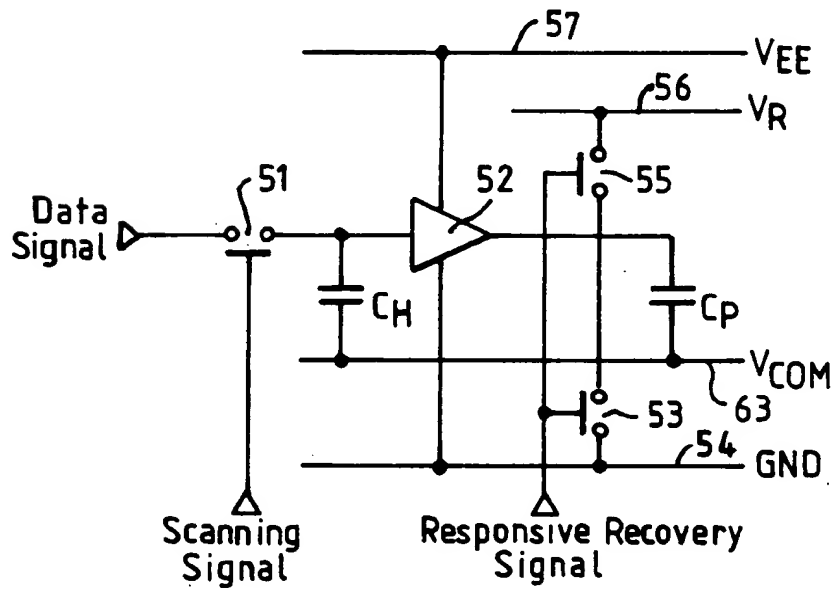 57
VEE
56
VR
51
52
55
Data
Signal
CH
CP
VCOM
53
63
54
GND
Scanning
Signal
Responsive Recovery
Signal